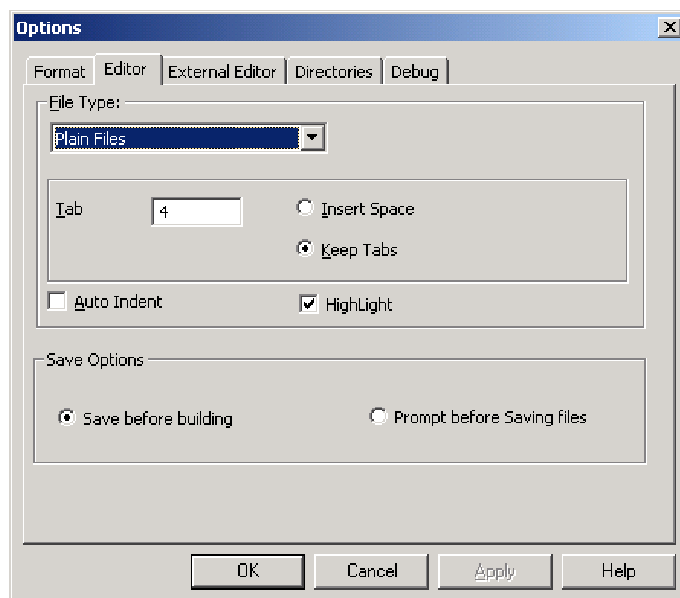 Options
Format Editor External Editor Directories Debug
File Type:
Plain Files
Tab 4 Insert Space
Keep Tabs
Auto Indent HighLight
Save Options
Save before building Prompt before Saving files
OK Cancel Apply Help